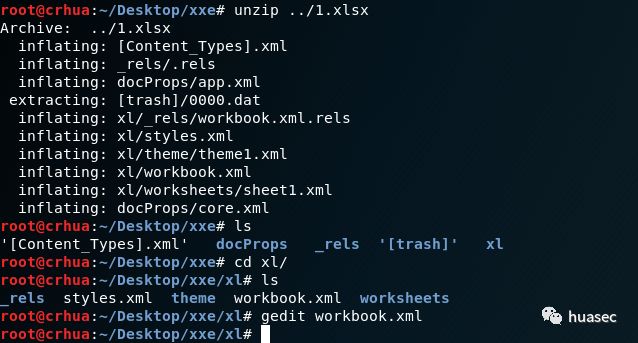 root@crhua:~/Desktop/xxe# unzip ../1.xlsx
Archive:  ../1.xlsx
  inflating: [Content_Types].xml
  inflating: _rels/.rels
  inflating: docProps/app.xml
 extracting: [trash]/0000.dat
  inflating: xl/_rels/workbook.xml.rels
  inflating: xl/styles.xml
  inflating: xl/theme/theme1.xml
  inflating: xl/workbook.xml
  inflating: xl/worksheets/sheet1.xml
  inflating: docProps/core.xml
root@crhua:~/Desktop/xxe# ls
'[Content_Types].xml'   docProps   _rels  '[trash]'   xl
root@crhua:~/Desktop/xxe# cd xl/
root@crhua:~/Desktop/xxe/xl# ls
_rels  styles.xml  theme  workbook.xml  worksheets
root@crhua:~/Desktop/xxe/xl# gedit workbook.xml
root@crhua:~/Desktop/xxe/xl#
huasec